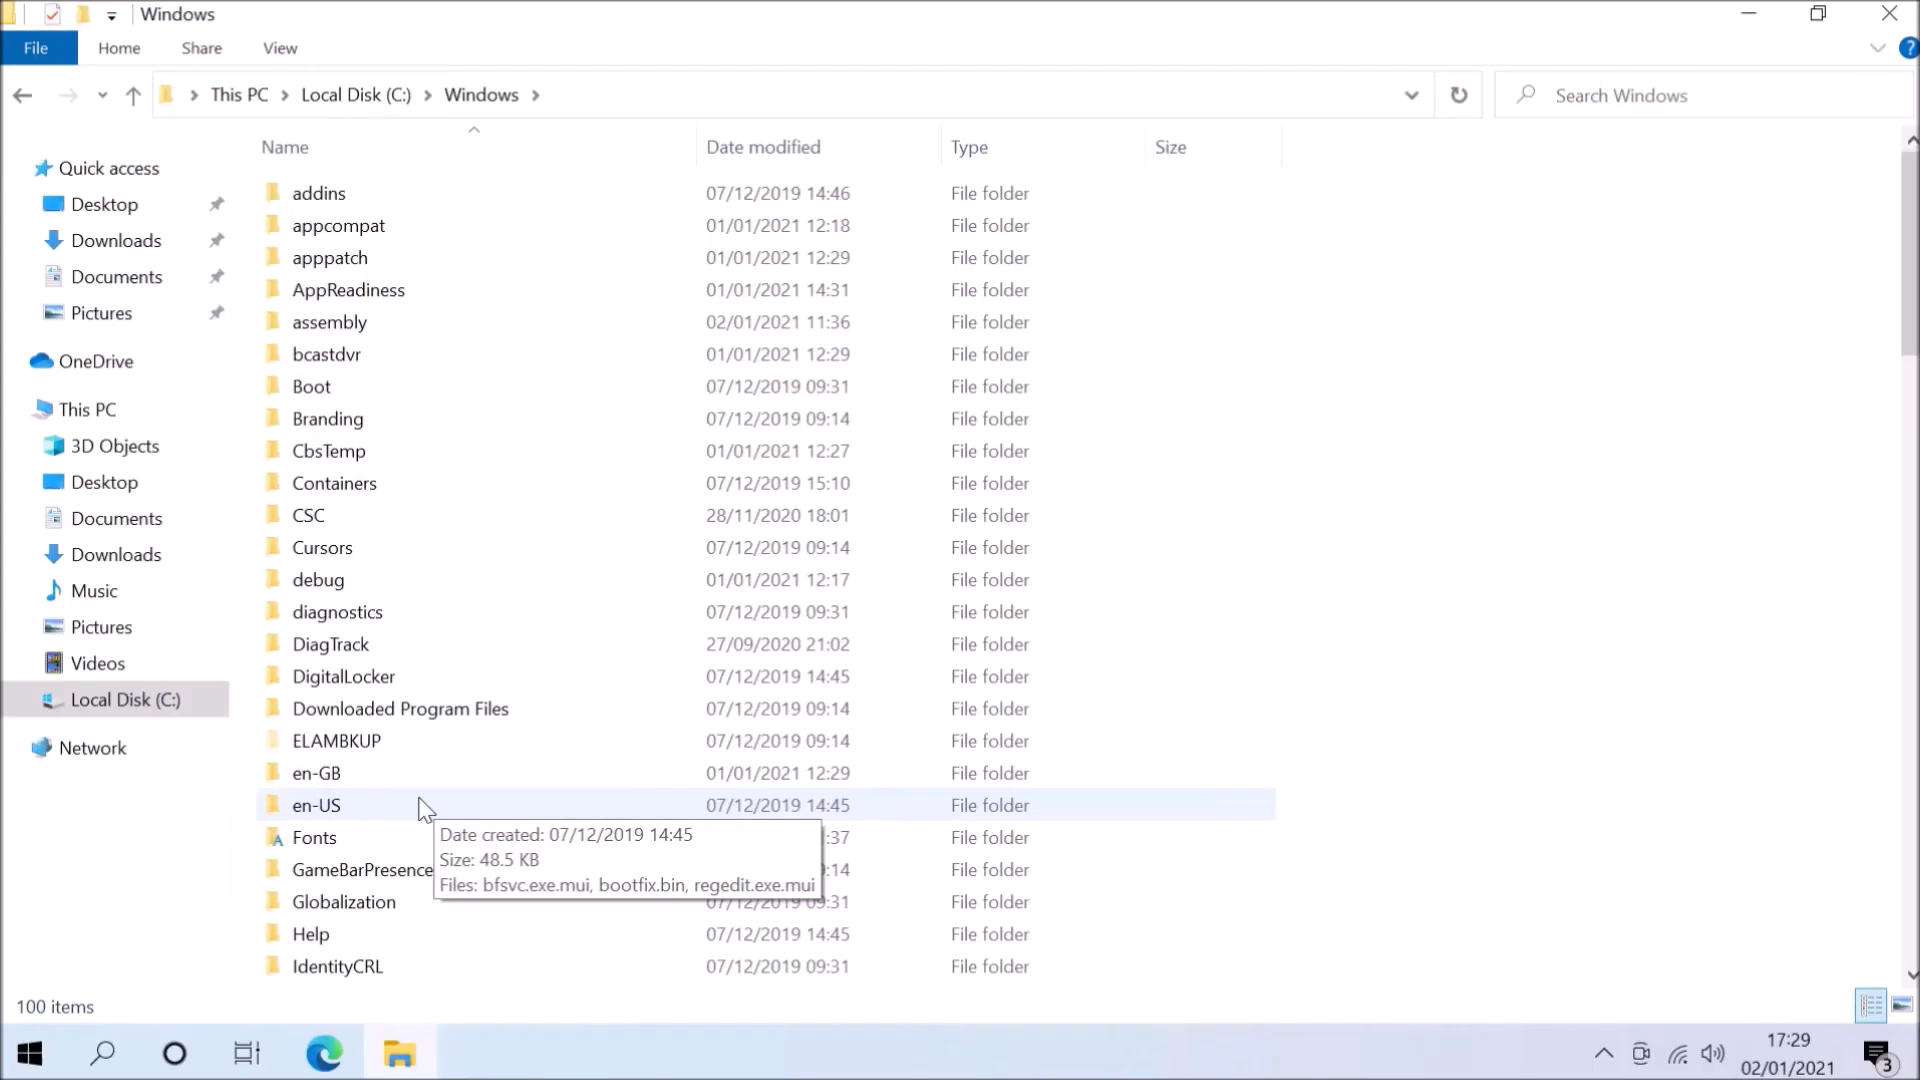 Windows
File Home Share View
This PC Local Disk (C:) Windows
Search Windows
Name Date modified Type Size
Quick access
Desktop
Downloads
Documents
Pictures
OneDrive
This PC
3D Objects
Desktop
Documents
Downloads
Music
Pictures
Videos
Local Disk (C:)
Network
addins 07/12/2019 14:46 File folder
appcompat 01/01/2021 12:18 File folder
apppatch 01/01/2021 12:29 File folder
AppReadiness 01/01/2021 14:31 File folder
assembly 02/01/2021 11:36 File folder
bcastdvr 01/01/2021 12:29 File folder
Boot 07/12/2019 09:31 File folder
Branding 07/12/2019 09:14 File folder
CbsTemp 01/01/2021 12:27 File folder
Containers 07/12/2019 15:10 File folder
CSC 28/11/2020 18:01 File folder
Cursors 07/12/2019 09:14 File folder
debug 01/01/2021 12:17 File folder
diagnostics 07/12/2019 09:31 File folder
DiagTrack 27/09/2020 21:02 File folder
DigitalLocker 07/12/2019 14:45 File folder
Downloaded Program Files 07/12/2019 09:14 File folder
ELAMBKUP 07/12/2019 09:14 File folder
en-GB 01/01/2021 12:29 File folder
en-US 07/12/2019 14:45 File folder
Fonts :37 File folder
GameBarPresence :14 File folder
Globalization 07/12/2019 09:31 File folder
Help 07/12/2019 14:45 File folder
IdentityCRL 07/12/2019 09:31 File folder
Date created: 07/12/2019 14:45
Size: 48.5 KB
Files: bfsvc.exe.mui, bootfix.bin, regedit.exe.mui
100 items
17:29
02/01/2021
3